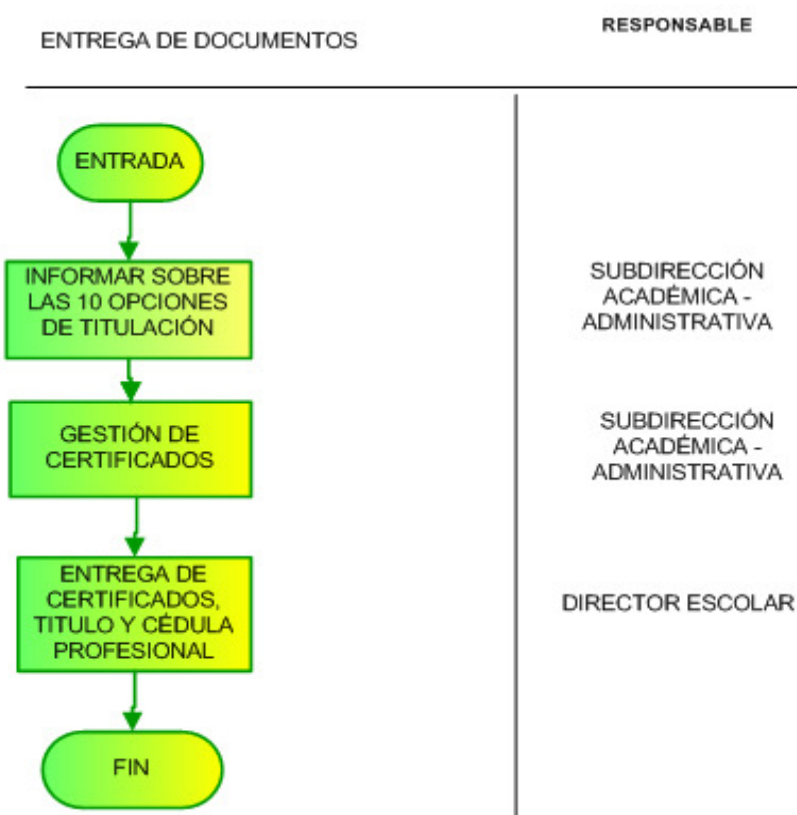 ENTREGA DE DOCUMENTOS
RESPONSABLE
ENTRADA
INFORMAR SOBRE
LAS 10 OPCIONES
DE TITULACIÓN
SUBDIRECCIÓN
ACADÉMICA -
ADMINISTRATIVA
GESTIÓN DE
CERTIFICADOS
SUBDIRECCIÓN
ACADÉMICA -
ADMINISTRATIVA
ENTREGA DE
CERTIFICADOS,
TITULO Y CÉDULA
PROFESIONAL
DIRECTOR ESCOLAR
FIN